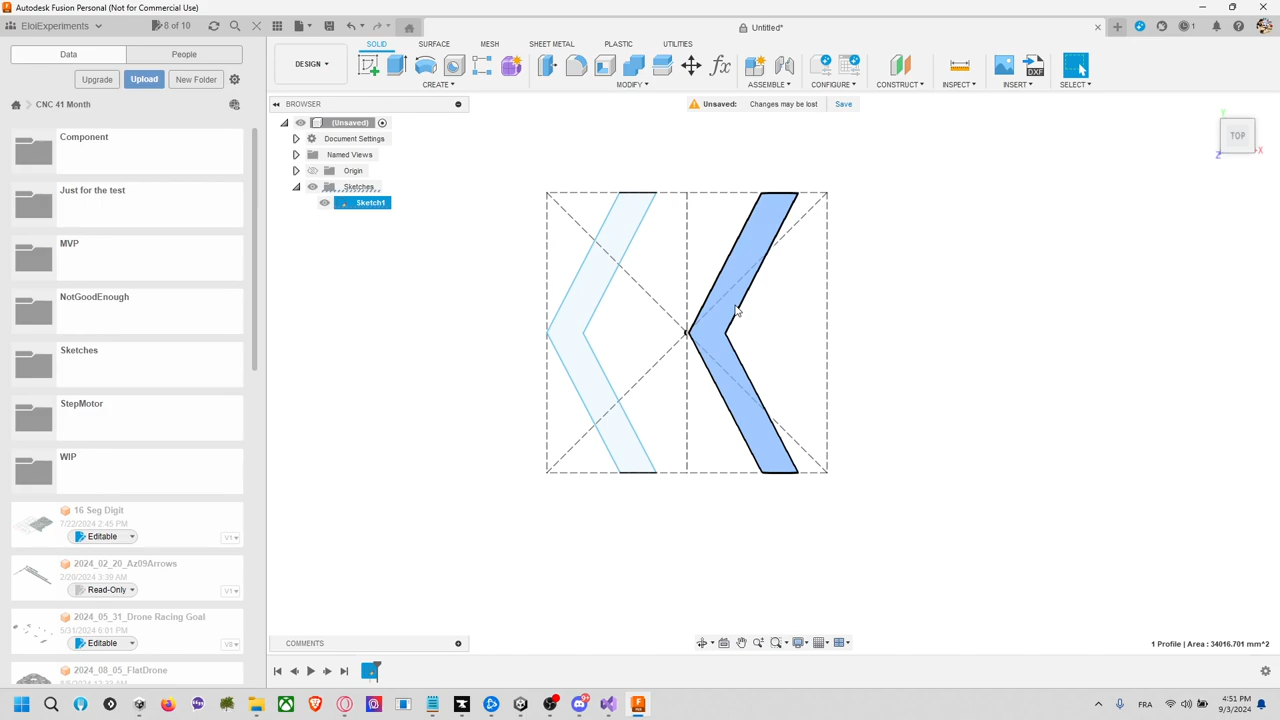 Autodesk Fusion Personal (Not for Commercial Use)
EloiExperiments
8 of 10
Untitled*
1
Data
People
Upgrade
Upload
New Folder
CNC 41 Month
Component
Just for the test
MVP
NotGoodEnough
Sketches
StepMotor
WIP
16 Seg Digit
7/22/2024 2:45 PM
Editable
V1
2024_02_20_Az09Arrows
2/20/2024 3:39 AM
Read-Only
V1
2024_05_31_Drone Racing Goal
5/31/2024 6:01 PM
Editable
V8
2024_08_05_FlatDrone
SOLID
SURFACE
MESH
SHEET METAL
PLASTIC
UTILITIES
DESIGN
CREATE
MODIFY
ASSEMBLE
CONFIGURE
CONSTRUCT
INSPECT
INSERT
SELECT
DXF
BROWSER
Unsaved: Changes may be lost Save
(Unsaved)
Document Settings
Named Views
Origin
Sketches
Sketch1
Y
TOP
X
Z
COMMENTS
1 Profile | Area : 34016.701 mm^2
FRA
4:51 PM
9/3/2024